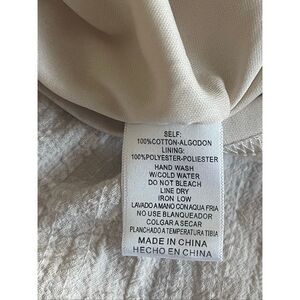 SELF:
100%COTTON-ALGODON
LINING:
100%POLYESTER-POLIESTER
HAND WASH
W/COLD WATER
DO NOT BLEACH
LINE DRY
IRON LOW
LAVADO A MANO CON AQUA FRIA
NO USE BLANQUEADOR
COLGAR A SECAR
PLANCHADO A TEMPERATURA TIBIA
MADE IN CHINA
HECHO EN CHINA